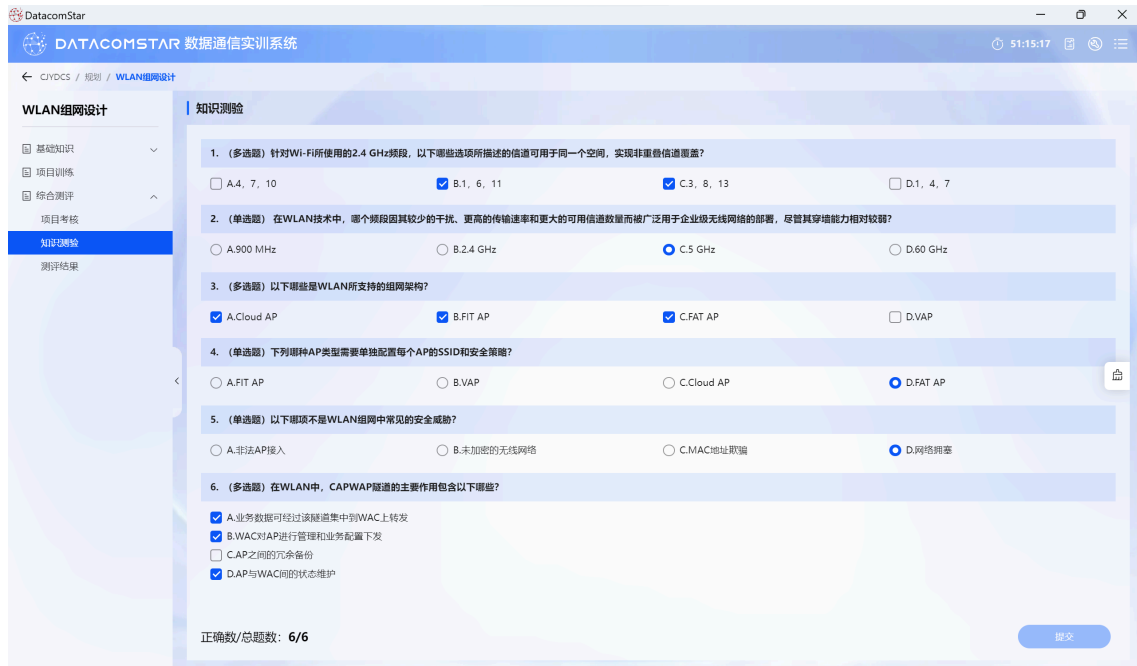 DatacomStar
DATACOMSTAR 数据通信实训系统
51:15:17
← CJYDCS / 规划 / WLAN组网设计
WLAN组网设计
基础知识
项目训练
综合测评
项目考核
知识测验
测评结果
知识测验
1. （多选题）针对Wi-Fi所使用的2.4 GHz频段，以下哪些选项所描述的信道可用于同一个空间，实现非重叠信道覆盖？
A.4，7，10
B.1，6，11
C.3，8，13
D.1，4，7
2. （单选题） 在WLAN技术中，哪个频段因其较少的干扰、更高的传输速率和更大的可用信道数量而被广泛用于企业级无线网络的部署，尽管其穿墙能力相对较弱？
A.900 MHz
B.2.4 GHz
C.5 GHz
D.60 GHz
3. （多选题）以下哪些是WLAN所支持的组网架构？
A.Cloud AP
B.FIT AP
C.FAT AP
D.VAP
4. （单选题）下列哪种AP类型需要单独配置每个AP的SSID和安全策略？
A.FIT AP
B.VAP
C.Cloud AP
D.FAT AP
5. （单选题）以下哪项不是WLAN组网中常见的安全威胁？
A.非法AP接入
B.未加密的无线网络
C.MAC地址欺骗
D.网络拥塞
6. （多选题）在WLAN中，CAPWAP隧道的主要作用包含以下哪些？
A.业务数据可经过该隧道集中到WAC上转发
B.WAC对AP进行管理和业务配置下发
C.AP之间的冗余备份
D.AP与WAC间的状态维护
正确数/总题数：6/6
提交